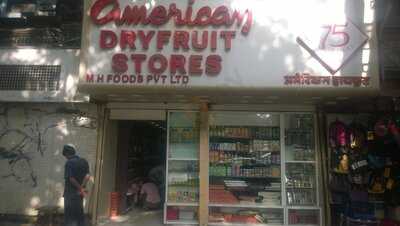 American
DRYFRUIT
STORES
M H FOODS PVT LTD
75
अमेरिकन ड्रायफ्रूट